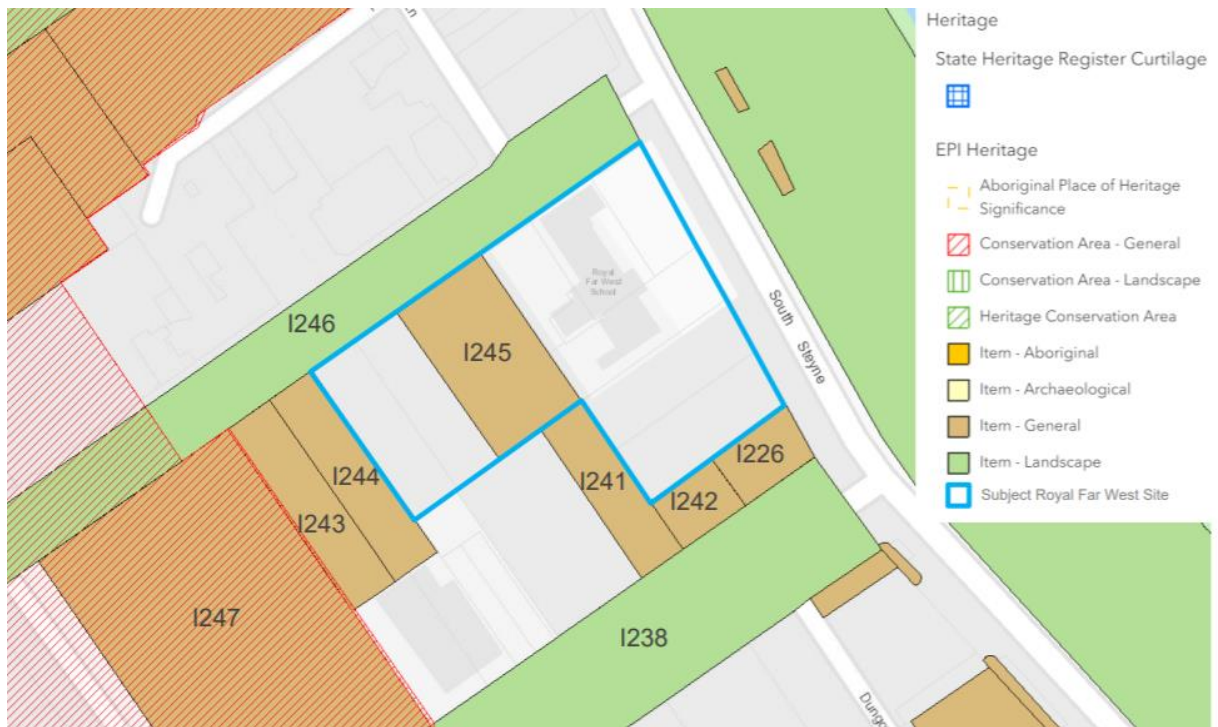 Heritage
State Heritage Register Curtilage
EPI Heritage
Aboriginal Place of Heritage
Significance
Conservation Area - General
Conservation Area - Landscape
Heritage Conservation Area
Item - Aboriginal
Item - Archaeological
Item - General
Item - Landscape
Subject Royal Far West Site
Royal
Far West
School
South Steyne
I246
I245
I244
I243
I241
I242
I226
I247
I238